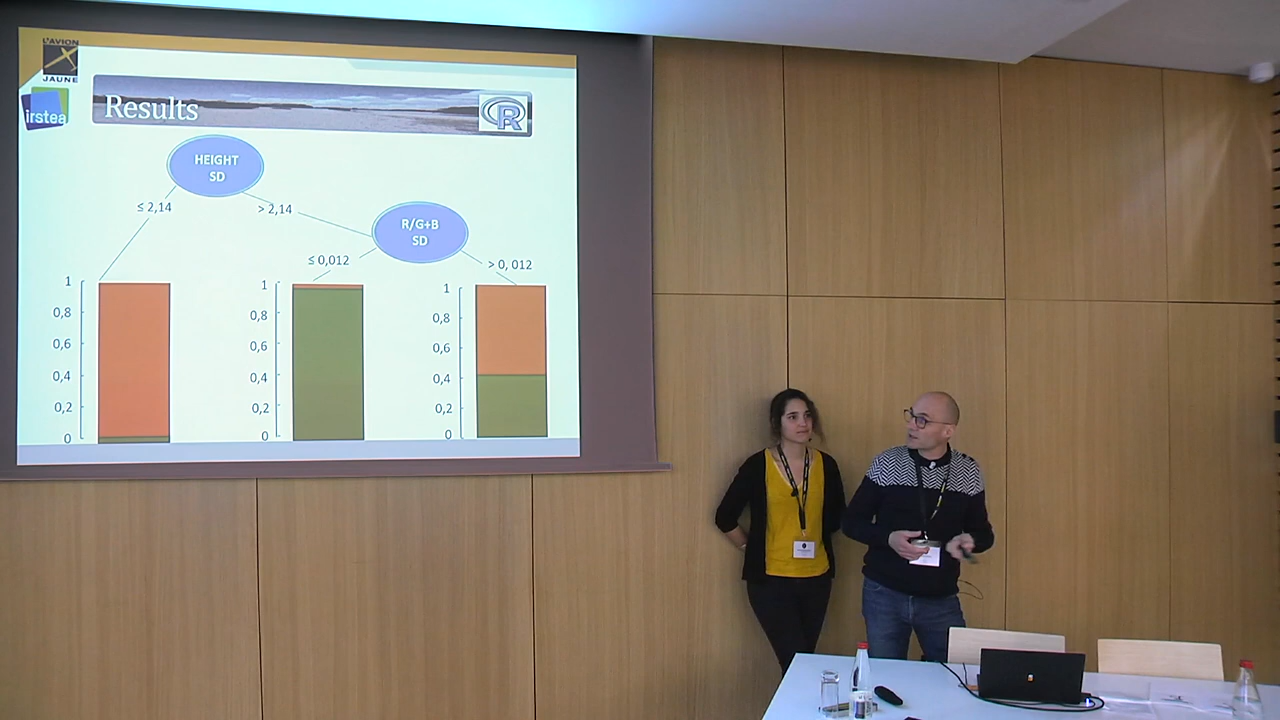 L'AVION
JAUNE
irstea
Results
R
HEIGHT
SD
≤ 2,14
> 2,14
R/G+B
SD
≤ 0,012
> 0, 012
1
0,8
0,6
0,4
0,2
0
1
0,8
0,6
0,4
0,2
0
1
0,8
0,6
0,4
0,2
0